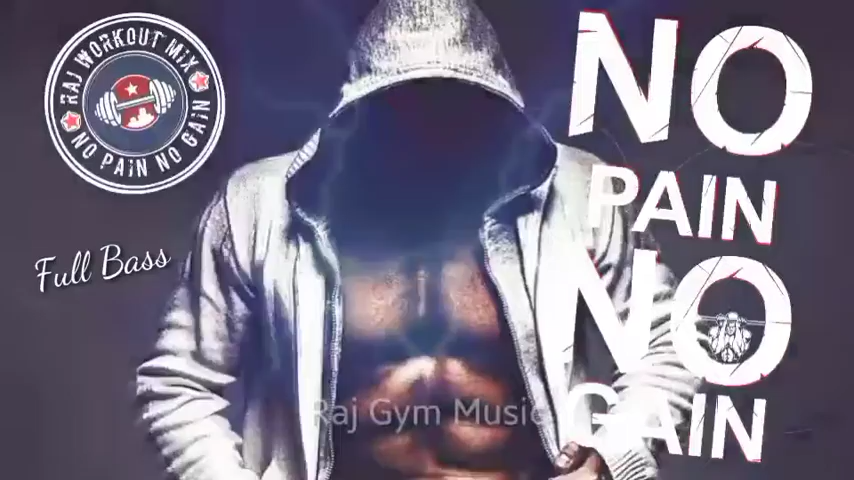 RAJ WORKOUT MIX
NO PAIN NO GAIN
Full Bass
NO
PAIN
NO
GAIN
Raj Gym Music